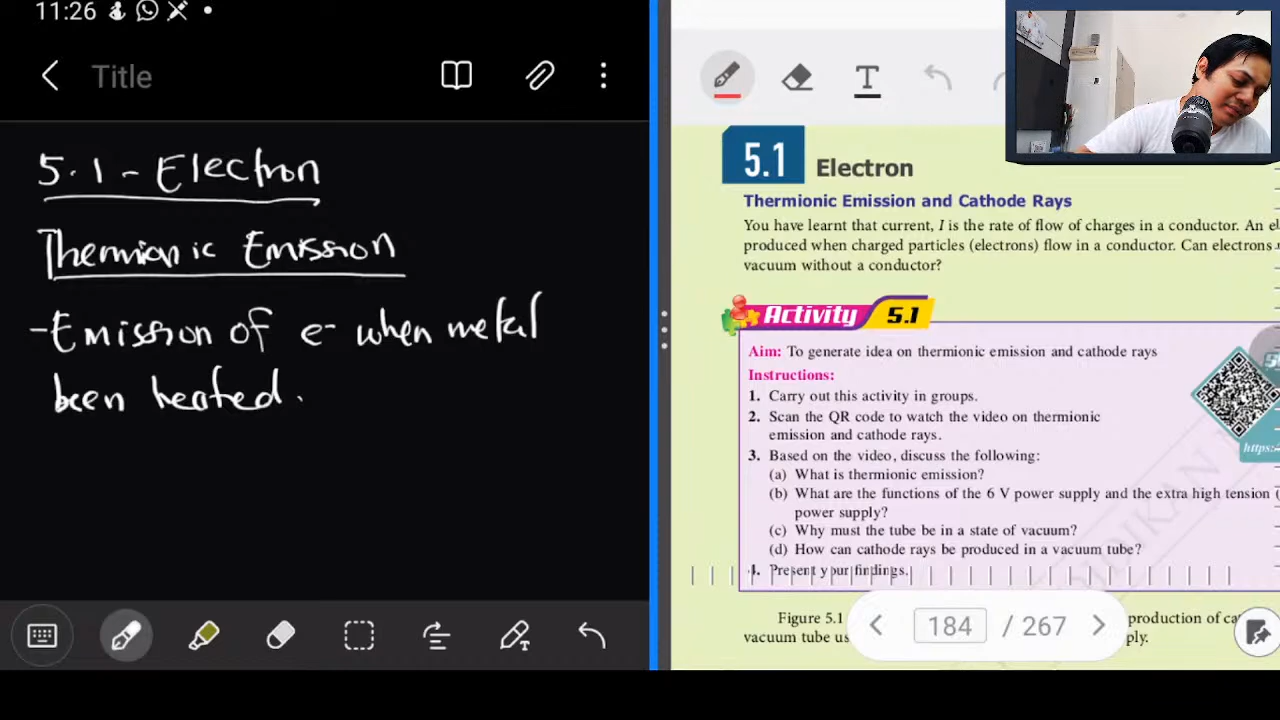 11:26
Title
5.1 - Electron
Thermionic Emission
- Emission of e- when metal
been heated.
T
5.1 Electron
Thermionic Emission and Cathode Rays
You have learnt that current, I is the rate of flow of charges in a conductor. An el
produced when charged particles (electrons) flow in a conductor. Can electrons
vacuum without a conductor?
Activity 5.1
Aim: To generate idea on thermionic emission and cathode rays
Instructions:
1. Carry out this activity in groups.
2. Scan the QR code to watch the video on thermionic
emission and cathode rays.
3. Based on the video, discuss the following:
(a) What is thermionic emission?
(b) What are the functions of the 6 V power supply and the extra high tension (
power supply?
(c) Why must the tube be in a state of vacuum?
(d) How can cathode rays be produced in a vacuum tube?
4. Present your findings.
https:
DIKAN
Figure 5.1
production of ca
vacuum tube us
ply.
184 / 267